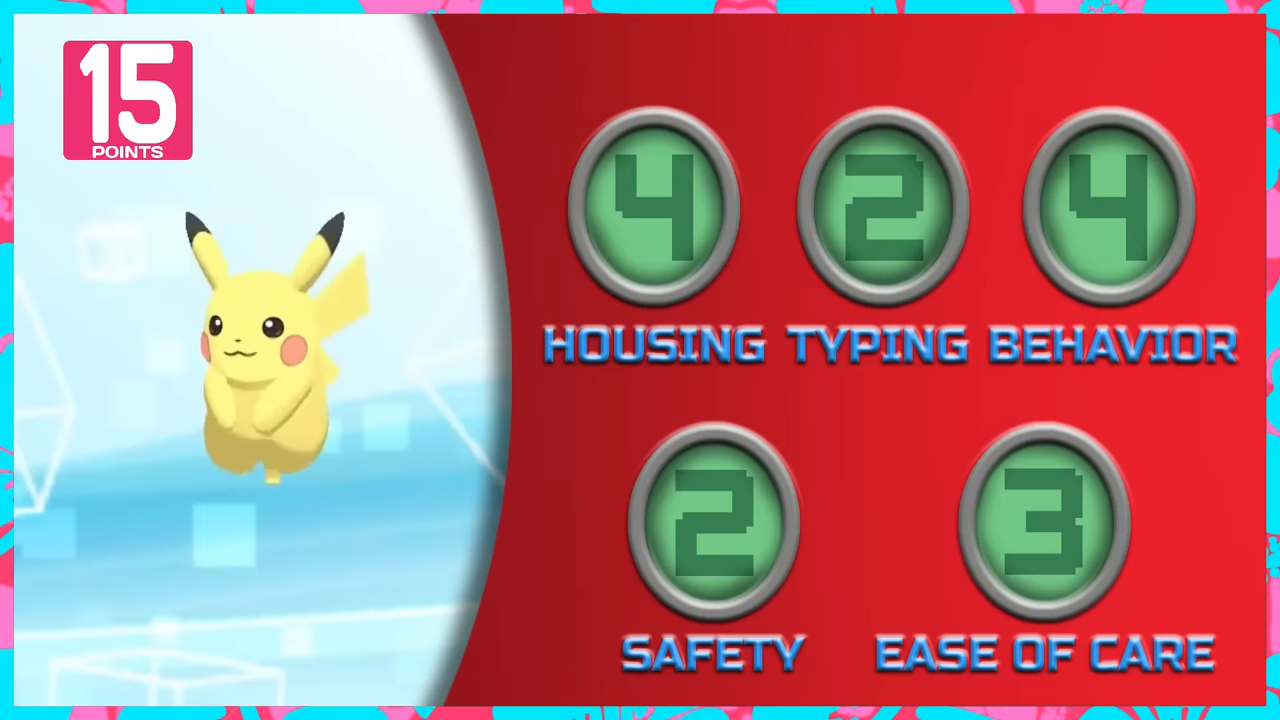 15
POINTS
4 2 4
HOUSING TYPING BEHAVIOR
2 3
SAFETY EASE OF CARE